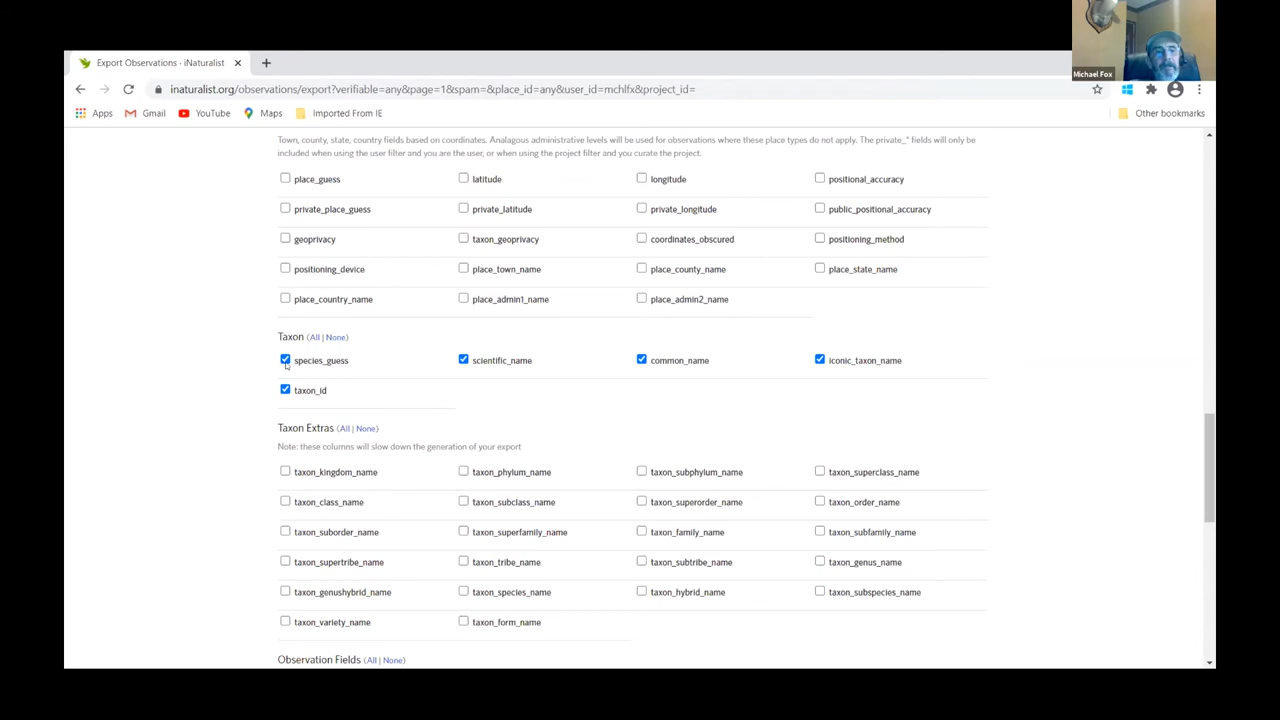 Michael Fox
Export Observations - iNaturalist
inaturalist.org/observations/export?verifiable=any&page=1&spam=&place_id=any&user_id=mchlfx&project_id=
Apps Gmail YouTube Maps Imported From IE Other bookmarks
Town, county, state, country fields based on coordinates. Analagous administrative levels will be used for observations where these place types do not apply. The private_* fields will only
included when using the user filter and you are the user, or when using the project filter and you curate the project.
place_guess latitude longitude positional_accuracy
private_place_guess private_latitude private_longitude public_positional_accuracy
geoprivacy taxon_geoprivacy coordinates_obscured positioning_method
positioning_device place_town_name place_county_name place_state_name
place_country_name place_admin1_name place_admin2_name
Taxon (All | None)
species_guess scientific_name common_name iconic_taxon_name
taxon_id
Taxon Extras (All | None)
Note: these columns will slow down the generation of your export
taxon_kingdom_name taxon_phylum_name taxon_subphylum_name taxon_superclass_name
taxon_class_name taxon_subclass_name taxon_superorder_name taxon_order_name
taxon_suborder_name taxon_superfamily_name taxon_family_name taxon_subfamily_name
taxon_supertribe_name taxon_tribe_name taxon_subtribe_name taxon_genus_name
taxon_genushybrid_name taxon_species_name taxon_hybrid_name taxon_subspecies_name
taxon_variety_name taxon_form_name
Observation Fields (All | None)